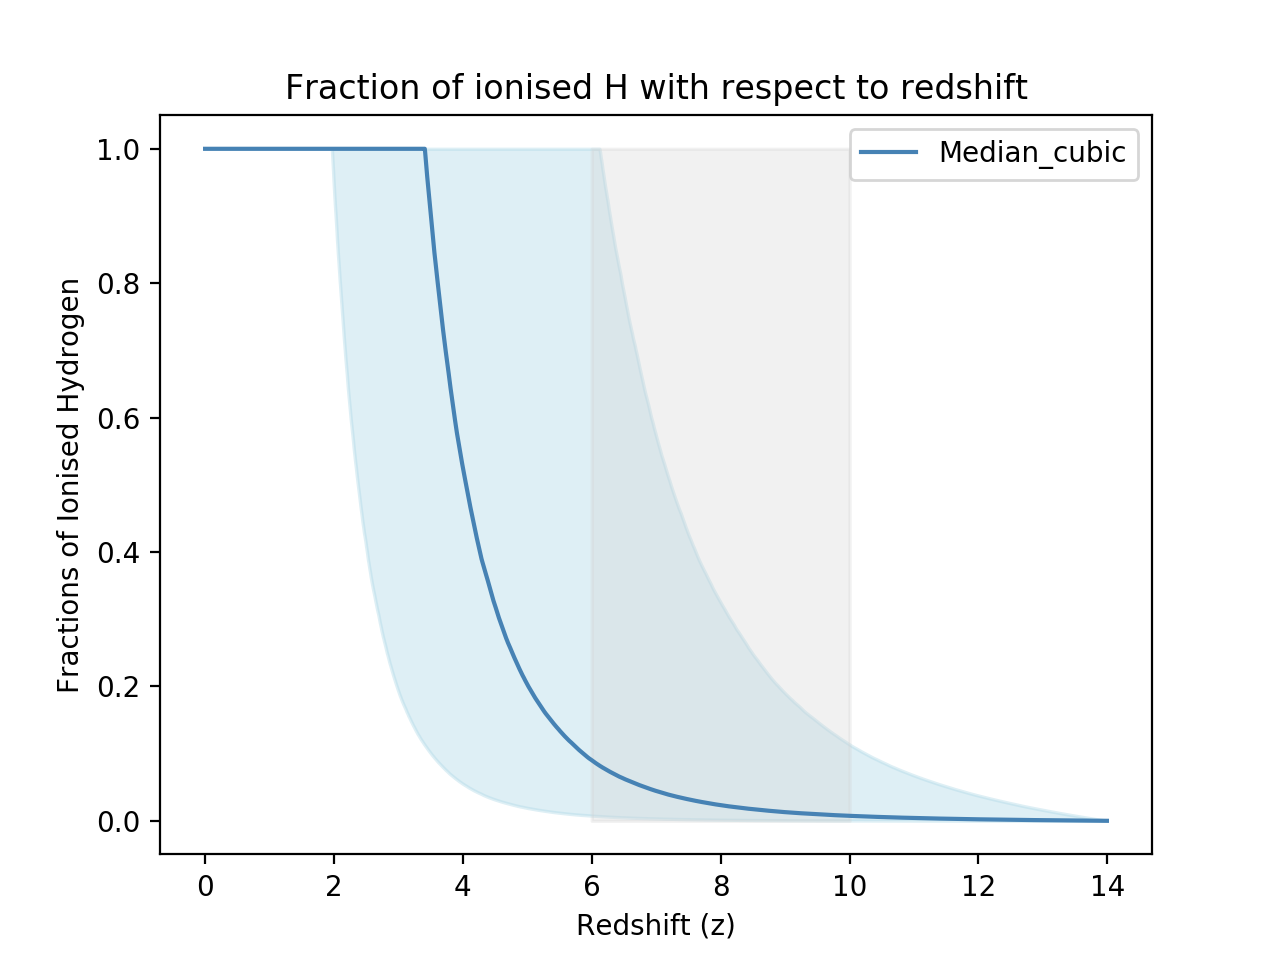 Fraction of ionised H with respect to redshift
Median_cubic
Fractions of Ionised Hydrogen
1.0
0.8
0.6
0.4
0.2
0.0
0 2 4 6 8 10 12 14
Redshift (z)